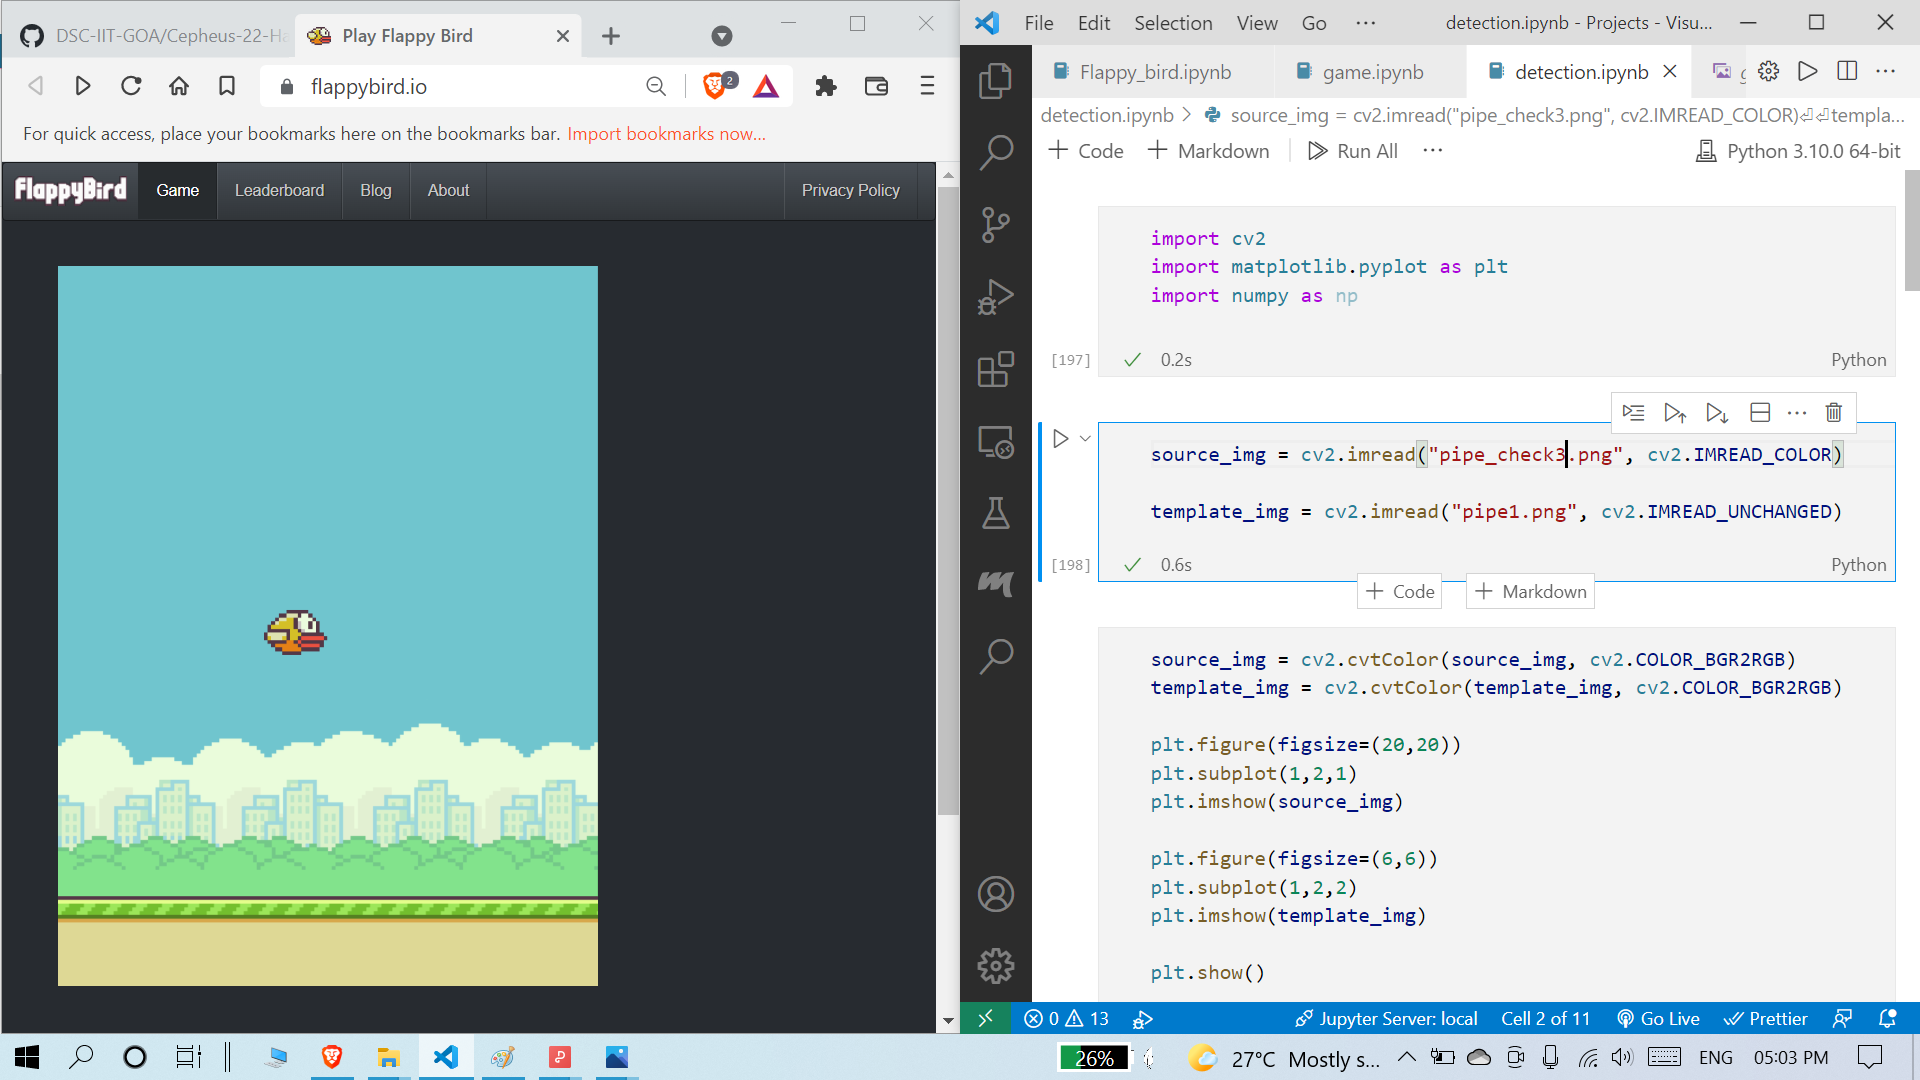 DSC-IIT-GOA/Cepheus-22-Ha
Play Flappy Bird
flappybird.io
2
For quick access, place your bookmarks here on the bookmarks bar. Import bookmarks now...
FlappyBird
Game
Leaderboard
Blog
About
Privacy Policy
File Edit Selection View Go ··· detection.ipynb - Projects - Visu...
Flappy_bird.ipynb
game.ipynb
detection.ipynb
detection.ipynb > source_img = cv2.imread("pipe_check3.png", cv2.IMREAD_COLOR)⏎⏎templa...
+ Code + Markdown Run All ··· Python 3.10.0 64-bit
import cv2
import matplotlib.pyplot as plt
import numpy as np
[197] ✓ 0.2s Python
source_img = cv2.imread("pipe_check3.png", cv2.IMREAD_COLOR)
template_img = cv2.imread("pipe1.png", cv2.IMREAD_UNCHANGED)
[198] ✓ 0.6s Python
+ Code + Markdown
source_img = cv2.cvtColor(source_img, cv2.COLOR_BGR2RGB)
template_img = cv2.cvtColor(template_img, cv2.COLOR_BGR2RGB)
plt.figure(figsize=(20,20))
plt.subplot(1,2,1)
plt.imshow(source_img)
plt.figure(figsize=(6,6))
plt.subplot(1,2,2)
plt.imshow(template_img)
plt.show()
0 13 Jupyter Server: local Cell 2 of 11 Go Live Prettier
26% 27°C Mostly s... ENG 05:03 PM